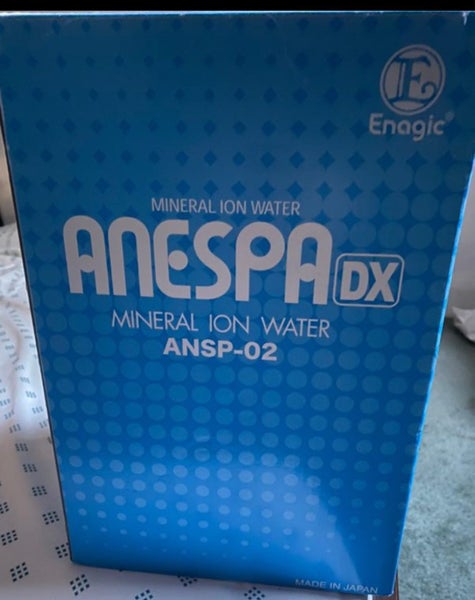 E
Enagic®
MINERAL ION WATER
ANESPA DX
MINERAL ION WATER
ANSP-02
MADE IN JAPAN